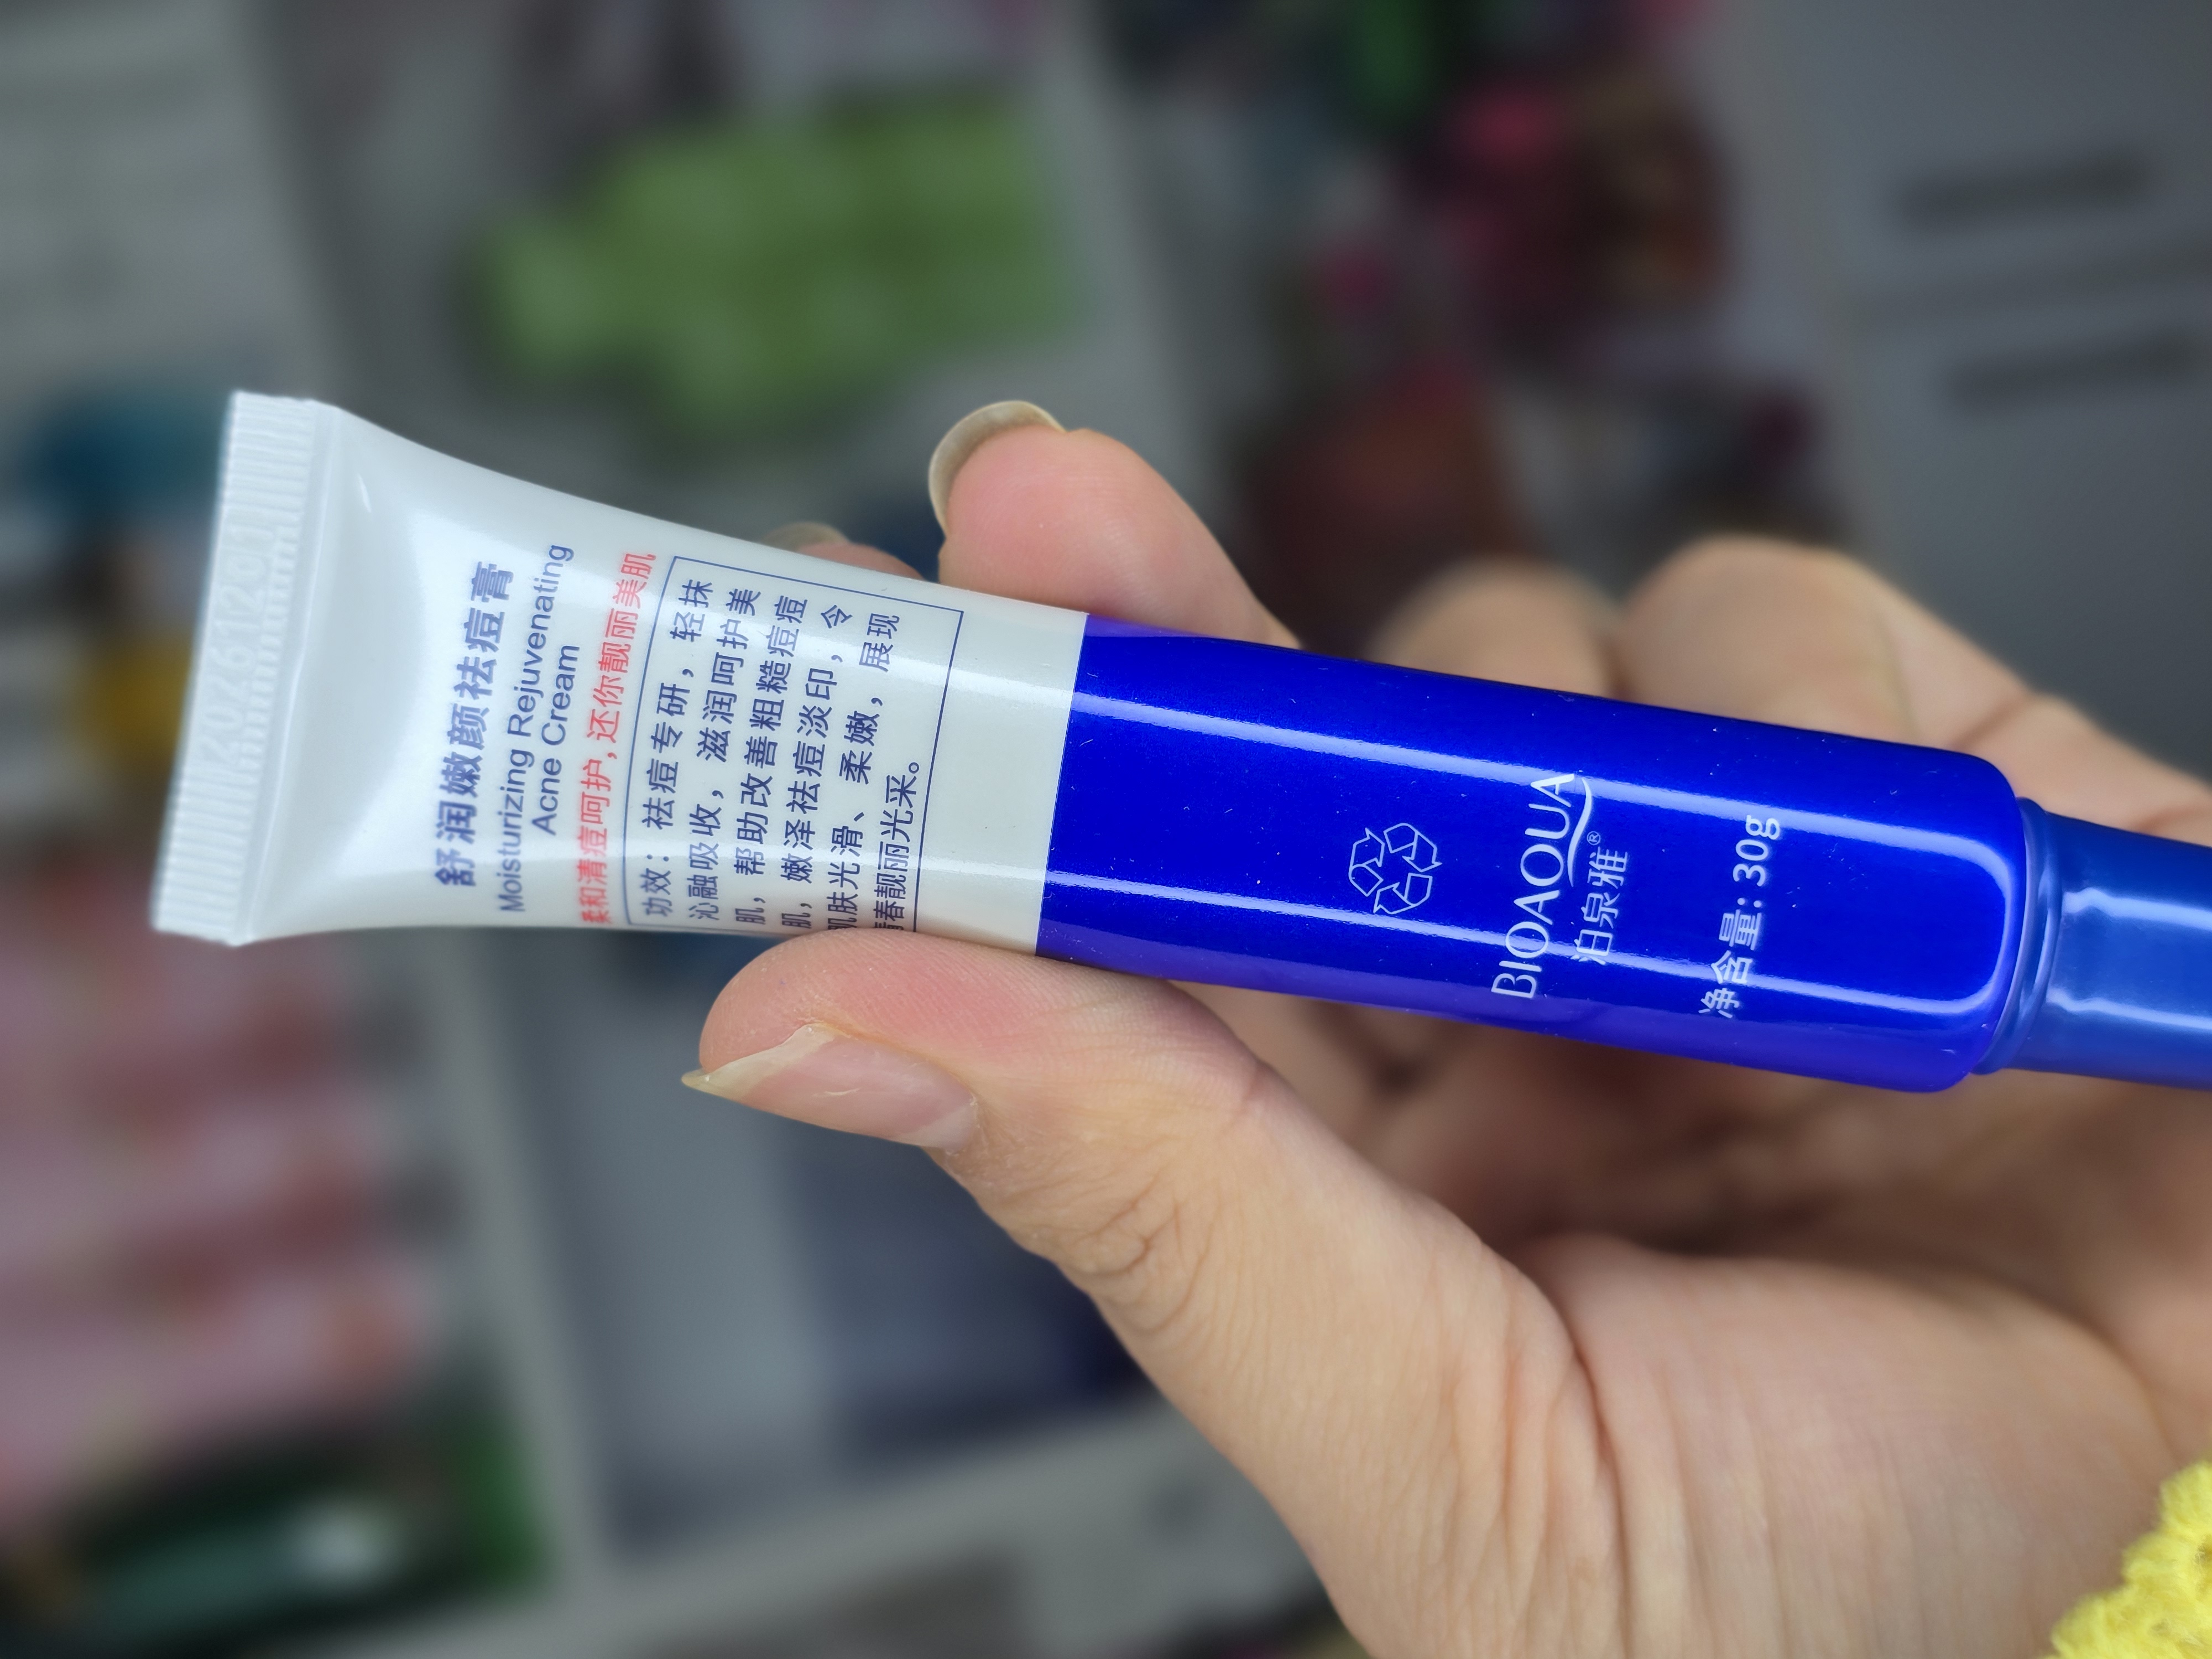 舒润嫩颜祛痘膏
Moisturizing Rejuvenating
Acne Cream
柔和清痘呵护，还你靓丽美肌
功效：祛痘专研，轻抹
沁融吸收，滋润呵护美
肌，帮助改善粗糙痘痘
肌，嫩泽祛痘淡印，令
肌肤光滑、柔嫩，展现
青春靓丽光采。
BIOAQUA
泊泉雅®
净含量: 30g